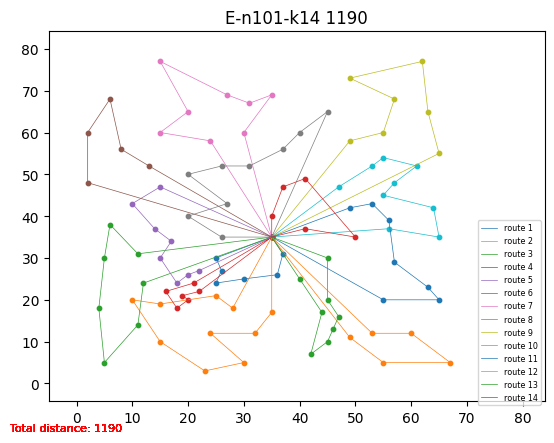 E-n101-k14 1190
80
70
60
50
40
30
20
10
0
route 1
route 2
route 3
route 4
route 5
route 6
route 7
route 8
route 9
route 10
route 11
route 12
route 13
route 14
0 10 20 30 40 50 60 70 80
Total distance: 1190